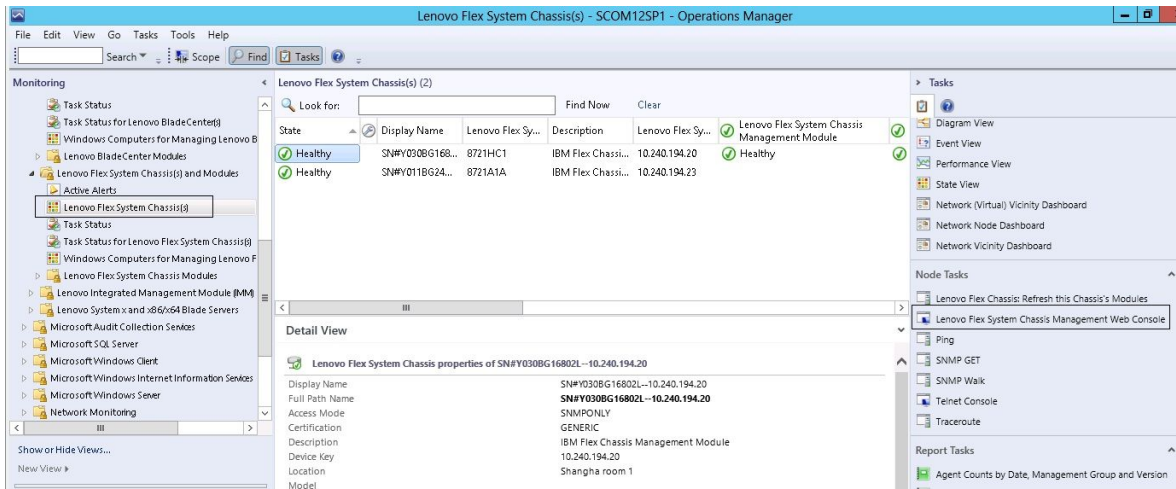 Lenovo Flex System Chassis(s) - SCOM12SP1 - Operations Manager
File Edit View Go Tasks Tools Help
Search Scope Find Tasks
Monitoring
Task Status
Task Status for Lenovo BladeCenter(s)
Windows Computers for Managing Lenovo B
Lenovo BladeCenter Modules
Lenovo Flex System Chassis(s) and Modules
Active Alerts
Lenovo Flex System Chassis(s)
Task Status
Task Status for Lenovo Flex System Chassis(s)
Windows Computers for Managing Lenovo F
Lenovo Flex System Chassis Modules
Lenovo Integrated Management Module (IMM)
Lenovo System x and x86/x64 Blade Servers
Microsoft Audit Collection Services
Microsoft SQL Server
Microsoft Windows Client
Microsoft Windows Internet Information Services
Microsoft Windows Server
Network Monitoring
Show or Hide Views...
New View
Lenovo Flex System Chassis(s) (2)
Look for: Find Now Clear
State Display Name Lenovo Flex Sy... Description Lenovo Flex Sy... Lenovo Flex System Chassis
Management Module
Healthy SN#Y030BG168... 8721HC1 IBM Flex Chassi... 10.240.194.20 Healthy
Healthy SN#Y011BG24... 8721A1A IBM Flex Chassi... 10.240.194.23
Detail View
Lenovo Flex System Chassis properties of SN#Y030BG16802L--10.240.194.20
Display Name SN#Y030BG16802L--10.240.194.20
Full Path Name SN#Y030BG16802L--10.240.194.20
Access Mode SNMPONLY
Certification GENERIC
Description IBM Flex Chassis Management Module
Device Key 10.240.194.20
Location Shangha room 1
Model
Tasks
Diagram View
Event View
Performance View
State View
Network (Virtual) Vicinity Dashboard
Network Node Dashboard
Network Vicinity Dashboard
Node Tasks
Lenovo Flex Chassis: Refresh this Chassis's Modules
Lenovo Flex System Chassis Management Web Console
Ping
SNMP GET
SNMP Walk
Telnet Console
Traceroute
Report Tasks
Agent Counts by Date, Management Group and Version